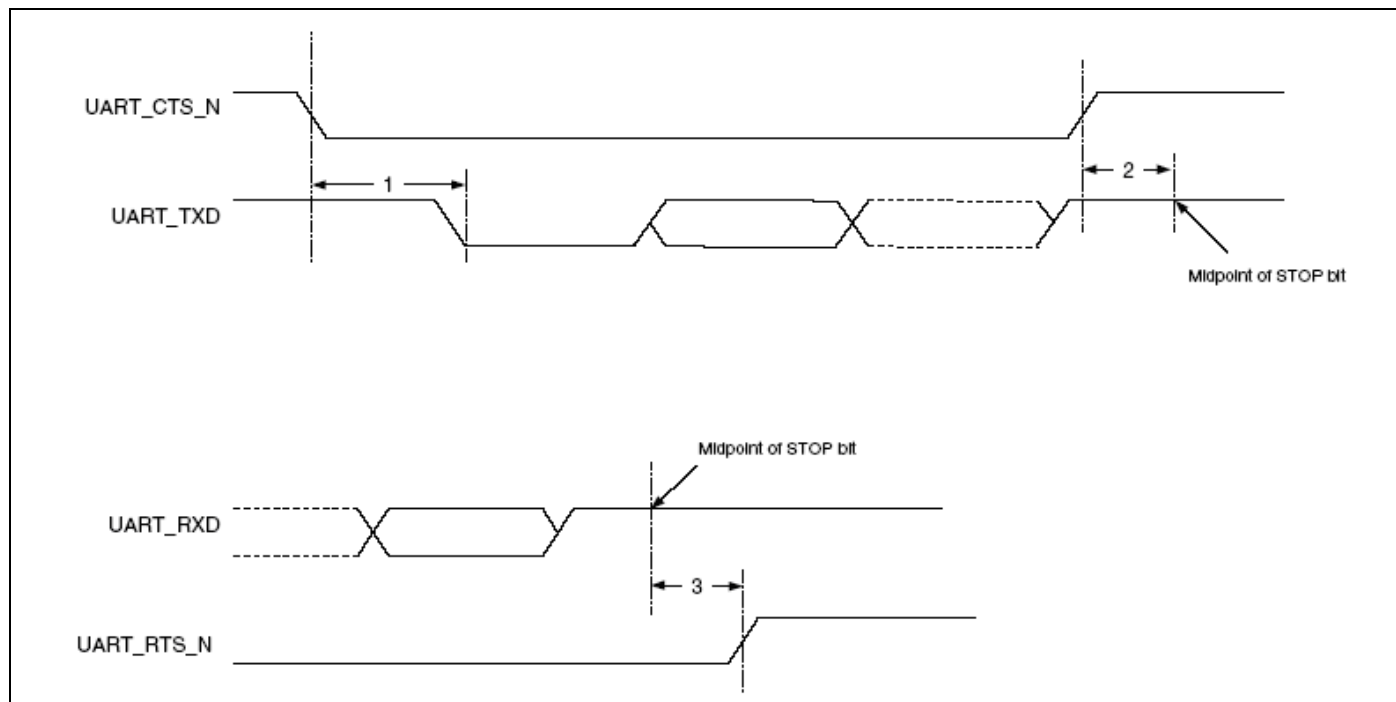 UART_CTS_N
1
2
UART_TXD
Midpoint of STOP bit
Midpoint of STOP bit
UART_RXD
3
UART_RTS_N